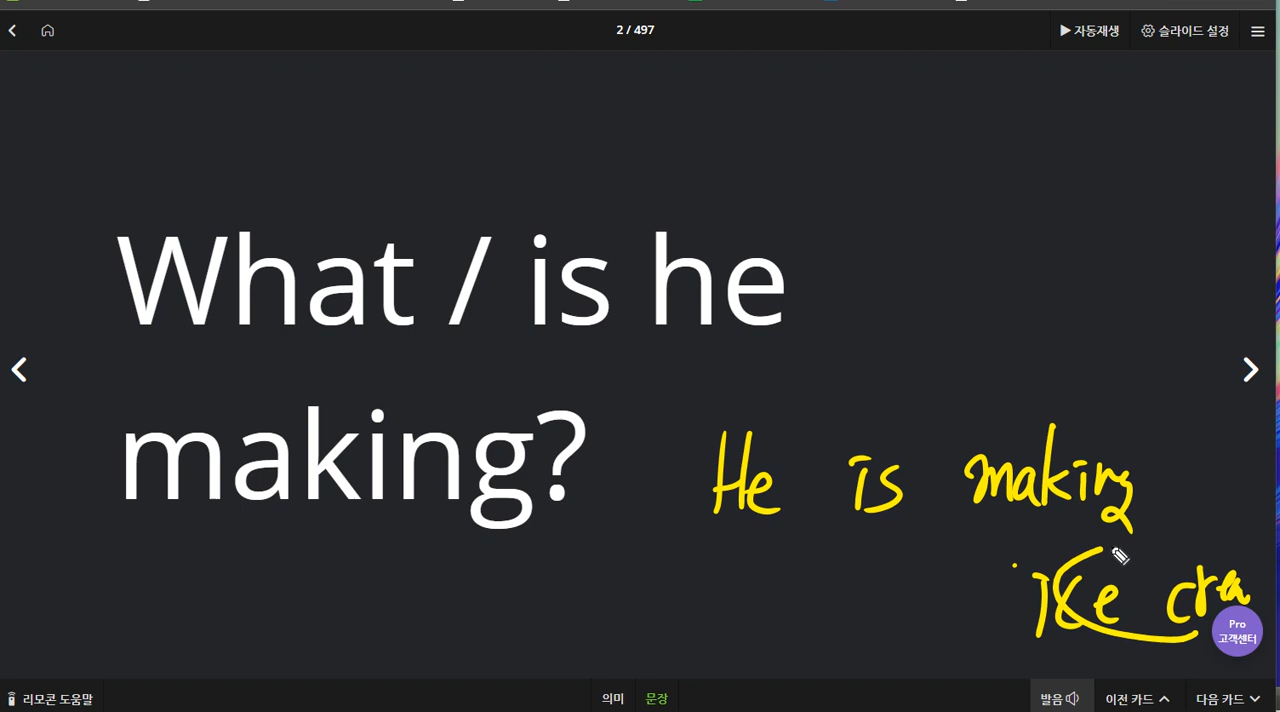 2 / 497
자동재생
슬라이드 설정
What / is he
making?
He is making
ice crea
Pro
고객센터
리모콘 도움말
의미
문장
발음
이전 카드
다음 카드